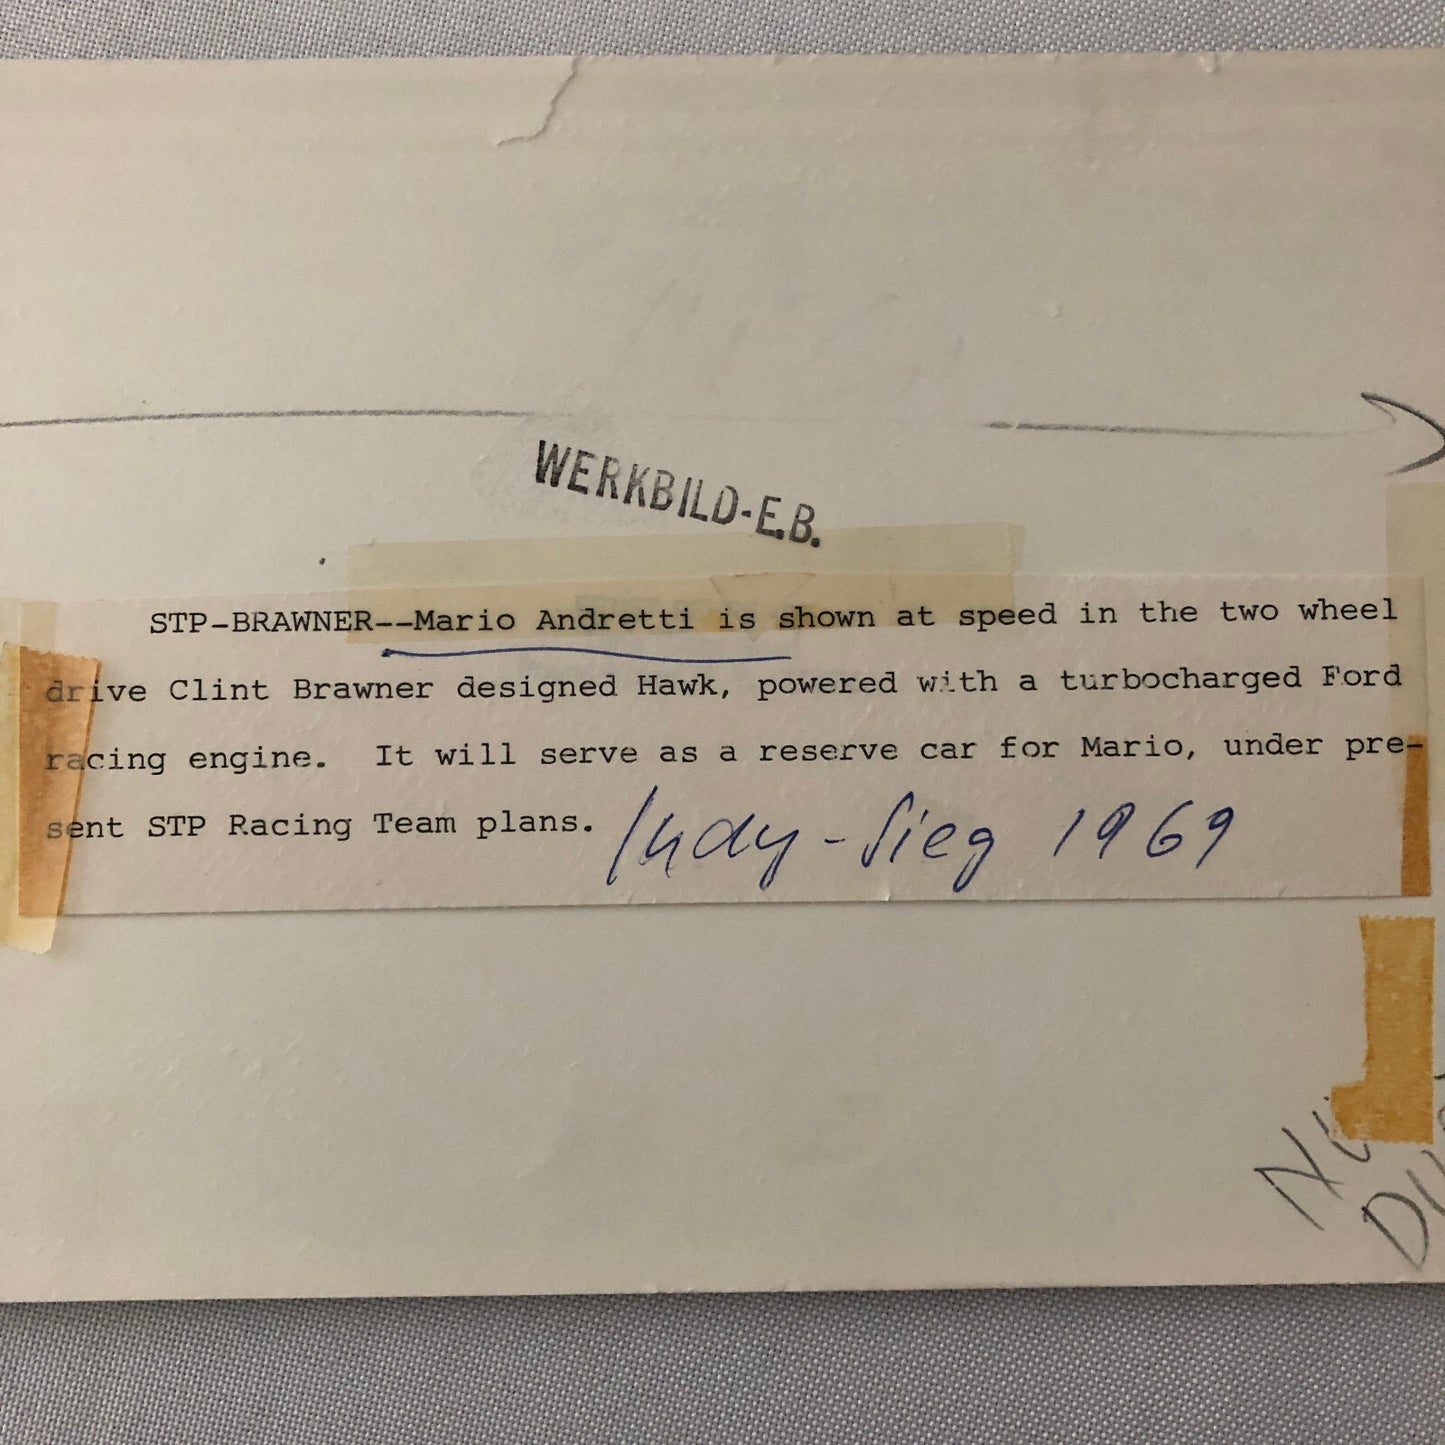 WERKBILD-E.B.
STP-BRAWNER--Mario Andretti is shown at speed in the two wheel
drive Clint Brawner designed Hawk, powered with a turbocharged Ford
racing engine. It will serve as a reserve car for Mario, under pre-
sent STP Racing Team plans.
Indy-Sieg 1969